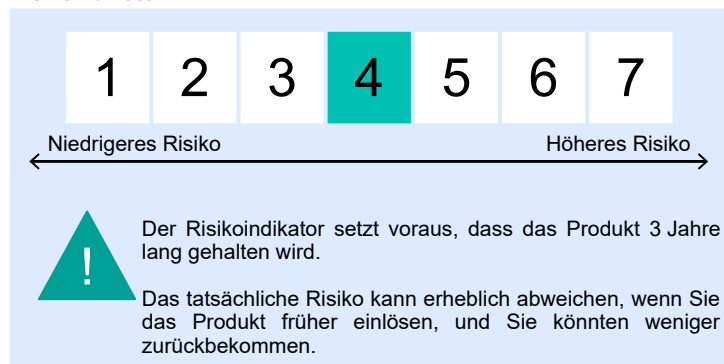 1 2 3 4 5 6 7
Niedrigeres Risiko Höheres Risiko
!
Der Risikoindikator setzt voraus, dass das Produkt 3 Jahre
lang gehalten wird.
Das tatsächliche Risiko kann erheblich abweichen, wenn Sie
das Produkt früher einlösen, und Sie könnten weniger
zurückbekommen.